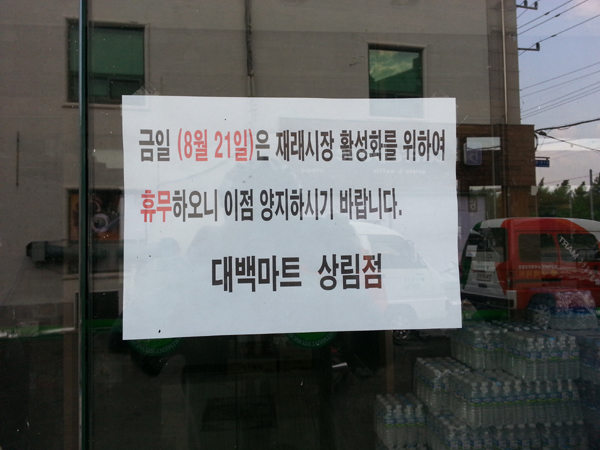 금일 (8월 21일)은 재래시장 활성화를 위하여
휴무하오니 이점 양지하시기 바랍니다.
대백마트 상림점